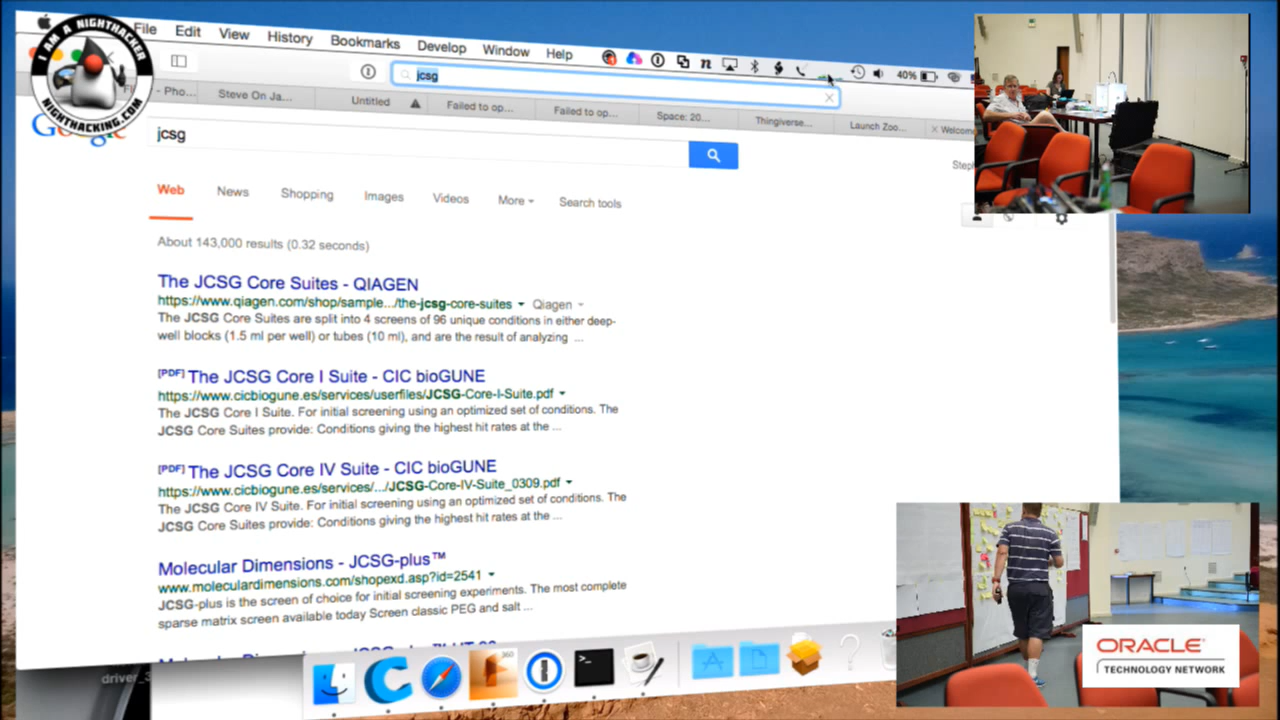 I AM A NIGHTHACKER
NIGHTHACKING.COM
File Edit View History Bookmarks Develop Window Help
40%
jcsg
- Pho... Steve On Ja... Untitled Failed to op... Failed to op... Space: 20... Thingiverse... Launch Zoo... Welcome
jcsg
Web News Shopping Images Videos More Search tools
About 143,000 results (0.32 seconds)
The JCSG Core Suites - QIAGEN
https://www.qiagen.com/shop/sample.../the-jcsg-core-suites Qiagen
The JCSG Core Suites are split into 4 screens of 96 unique conditions in either deep-
well blocks (1.5 ml per well) or tubes (10 ml), and are the result of analyzing ...
[PDF] The JCSG Core I Suite - CIC bioGUNE
https://www.cicbiogune.es/services/userfiles/JCSG-Core-I-Suite.pdf
The JCSG Core I Suite. For initial screening using an optimized set of conditions. The
JCSG Core Suites provide: Conditions giving the highest hit rates at the ...
[PDF] The JCSG Core IV Suite - CIC bioGUNE
https://www.cicbiogune.es/services/.../JCSG-Core-IV-Suite_0309.pdf
The JCSG Core IV Suite. For initial screening using an optimized set of conditions. The
JCSG Core Suites provide: Conditions giving the highest hit rates at the ...
Molecular Dimensions - JCSG-plus™
www.moleculardimensions.com/shopexd.asp?id=2541
JCSG-plus is the screen of choice for initial screening experiments. The most complete
sparse matrix screen available today Screen classic PEG and salt ...
360
ORACLE
TECHNOLOGY NETWORK